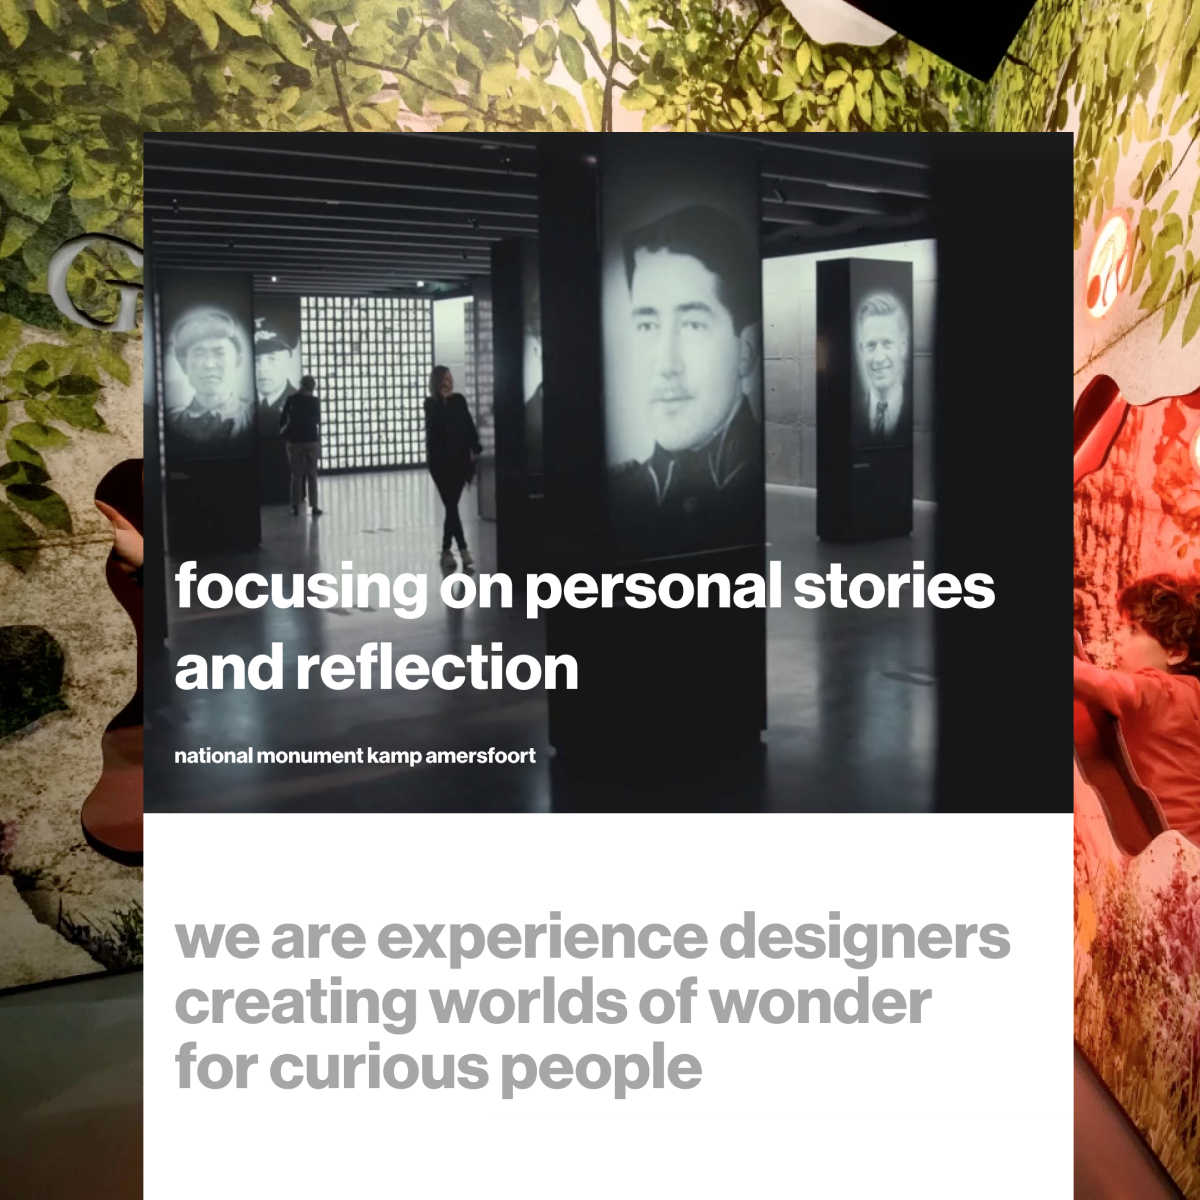 G
focusing on personal stories
and reflection
national monument kamp amersfoort
we are experience designers
creating worlds of wonder
for curious people